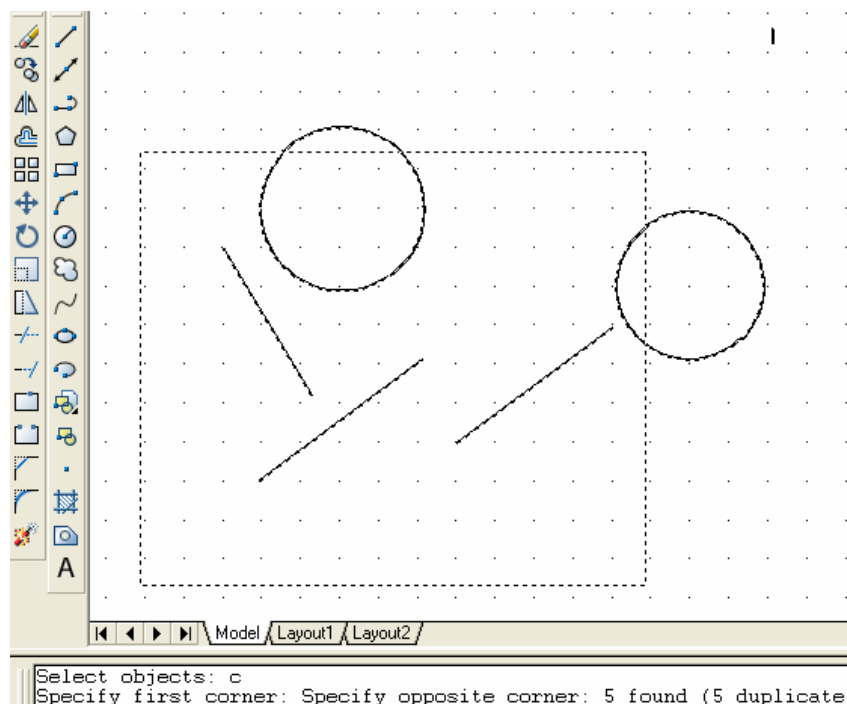 A
Model Layout1 Layout2
Select objects: c
Specify first corner: Specify opposite corner: 5 found (5 duplicate